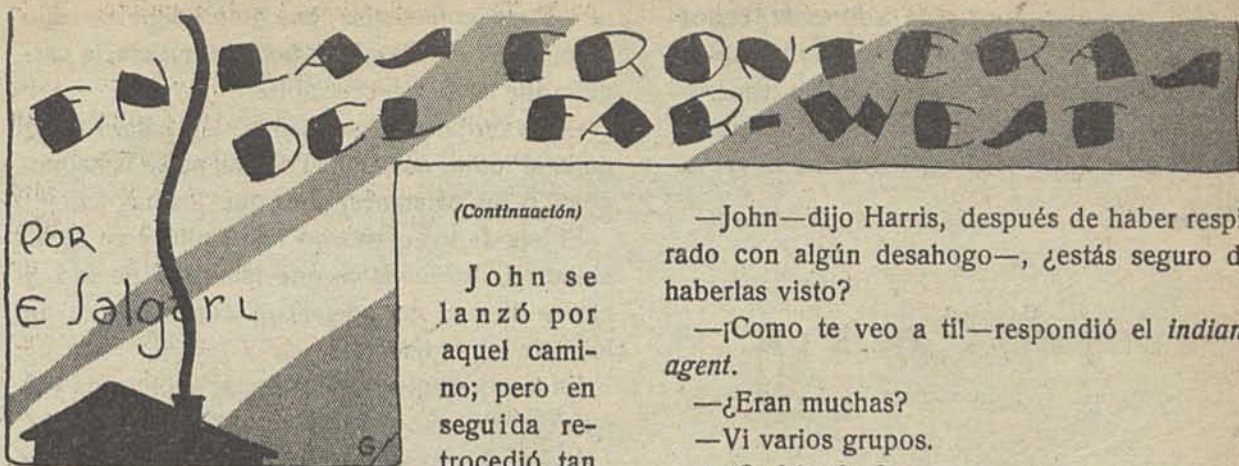 EN LAS FRONTERAS
DEL FAR-WEST
POR
E Salgari
G
(Continuación)
John se
lanzó por
aquel cami-
no; pero en
seguida re-
trocedió tan
—John—dijo Harris, después de haber respi-
rado con algún desahogo—, ¿estás seguro d
haberlas visto?
—¡Como te veo a ti!—respondió el indian
agent.
—¿Eran muchas?
—Vi varios grupos.